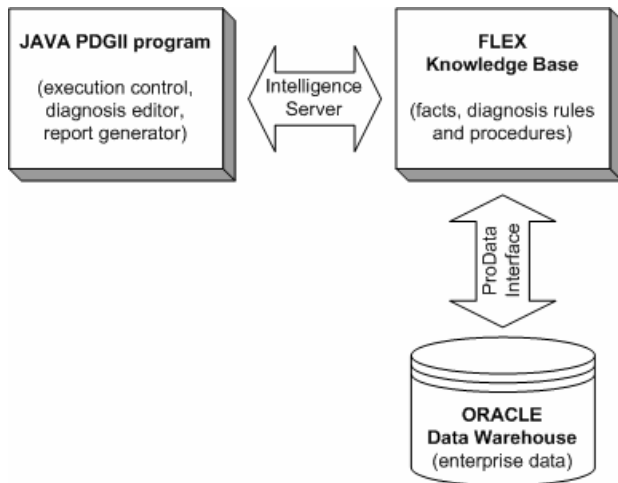 JAVA PDGII program
(execution control,
diagnosis editor,
report generator)
Intelligence
Server
FLEX
Knowledge Base
(facts, diagnosis rules
and procedures)
ProData
Interface
ORACLE
Data Warehouse
(enterprise data)